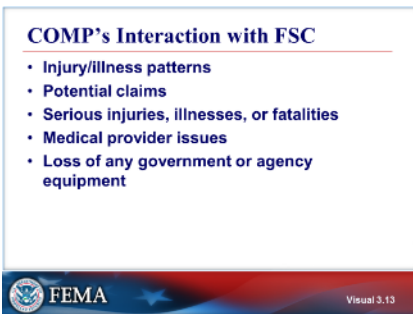 COMP's Interaction with FSC
• Injury/illness patterns
• Potential claims
• Serious injuries, illnesses, or fatalities
• Medical provider issues
• Loss of any government or agency
equipment
FEMA
Visual 3.13